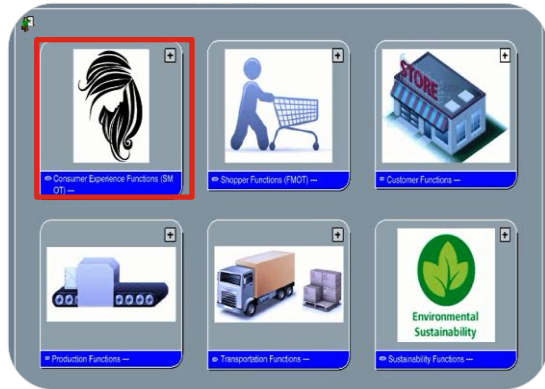 Consumer Experience Functions (SM
OT) ---
Shopper Functions (FMOT) ---
STORE
Customer Functions ---
Production Functions ---
Transportation Functions ---
Environmental
Sustainability
Sustainability Functions ---